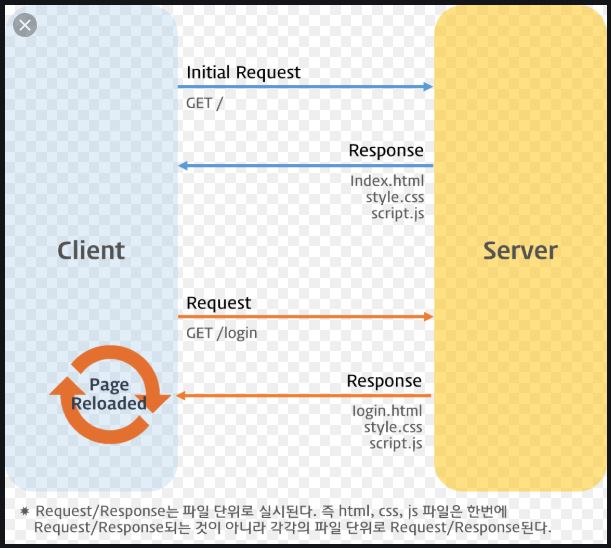 Initial Request
GET /
Response
Index.html
style.css
script.js
Client
Server
Request
GET /login
Page
Reloaded
Response
login.html
style.css
script.js
✷ Request/Response는 파일 단위로 실시된다. 즉 html, css, js 파일은 한번에
Request/Response되는 것이 아니라 각각의 파일 단위로 Request/Response된다.